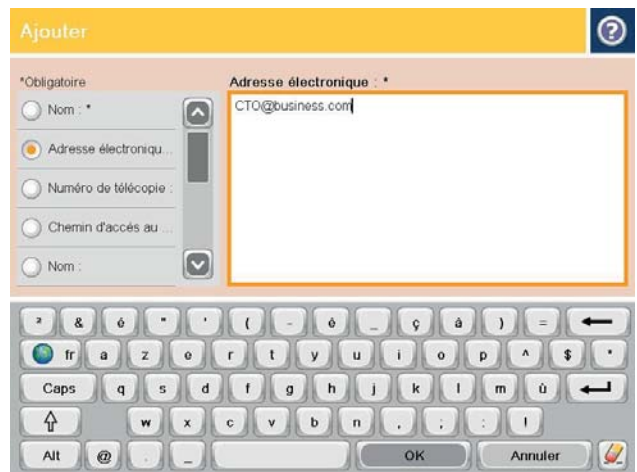 Ajouter
*Obligatoire
Adresse électronique : *
Nom : *
CTO@business.com
Adresse électroniqu...
Numéro de télécopie :
Chemin d'accés au ...
Nom :
² & é " ' ( - è _ ç à ) =
fr a z e r t y u i o p ^ $ *
Caps q s d f g h j k l m ù
w x c v b n , ; : !
Alt @ . _ OK Annuler